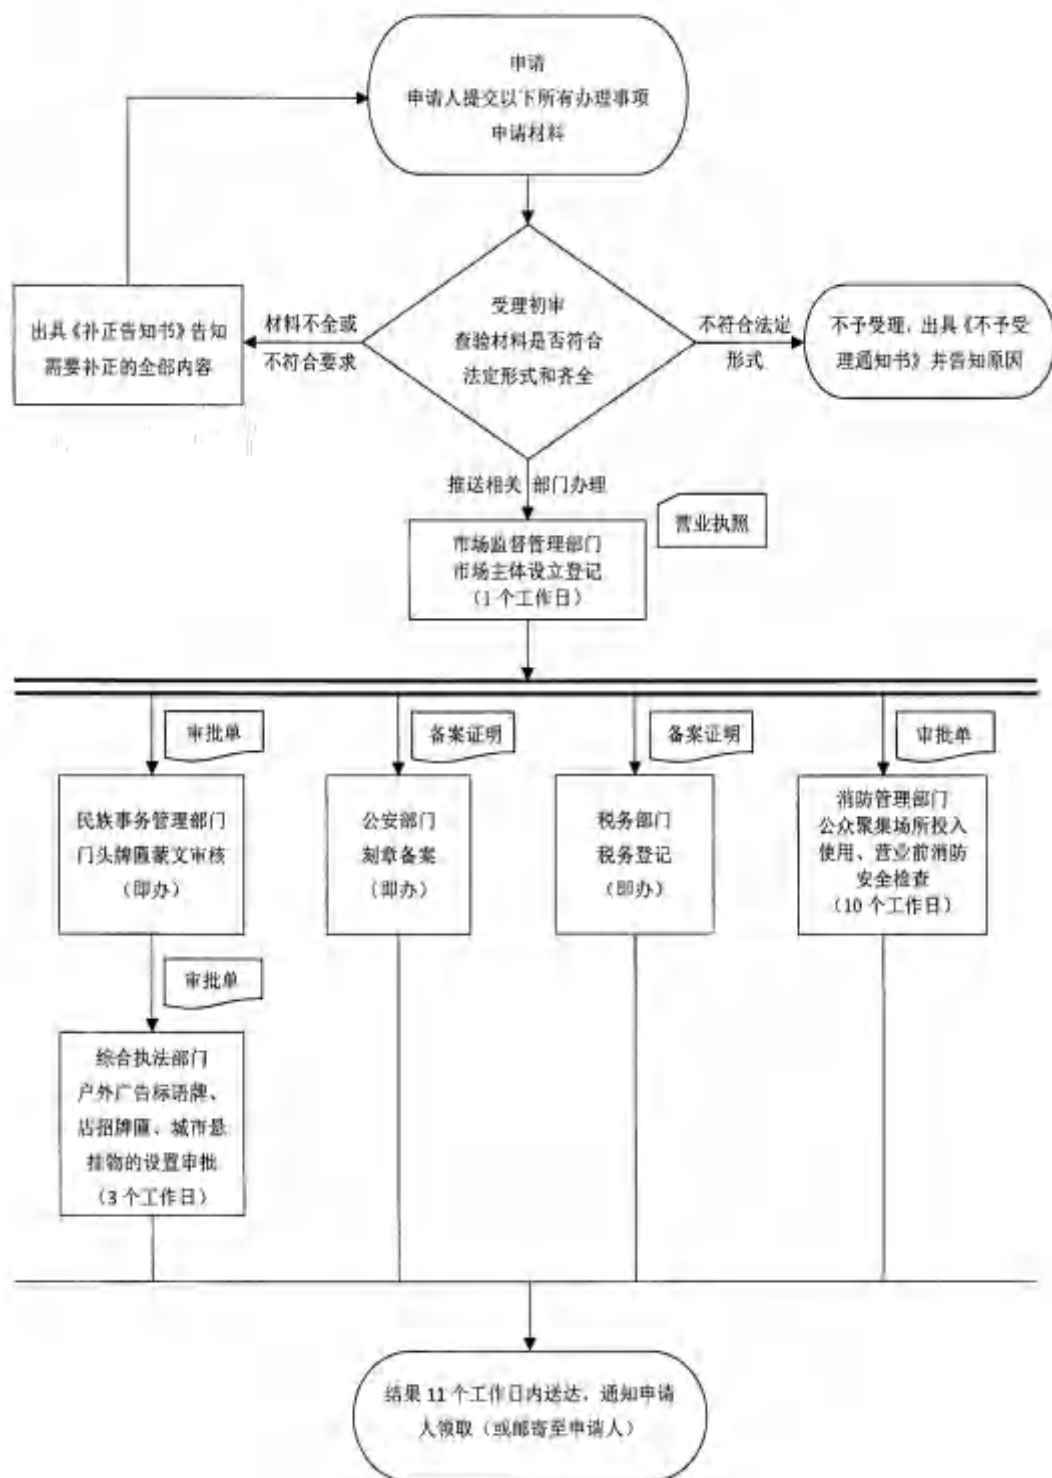 申请
申请人提交以下所有办理事项
申请材料
受理初审
查验材料是否符合
法定形式和齐全
材料不全或
不符合要求
出具《补正告知书》告知
需要补正的全部内容
不符合法定
形式
不予受理，出具《不予受
理通知书》并告知原因
推送相关 部门办理
营业执照
市场监督管理部门
市场主体设立登记
（1个工作日）
审批单
备案证明
备案证明
审批单
民族事务管理部门
门头牌匾蒙文审核
（即办）
公安部门
刻章备案
（即办）
税务部门
税务登记
（即办）
消防管理部门
公众聚集场所投入
使用、营业前消防
安全检查
（10个工作日）
审批单
综合执法部门
户外广告标语牌、
店招牌匾、城市悬
挂物的设置审批
（3个工作日）
结果11个工作日内送达，通知申请
人领取（或邮寄至申请人）